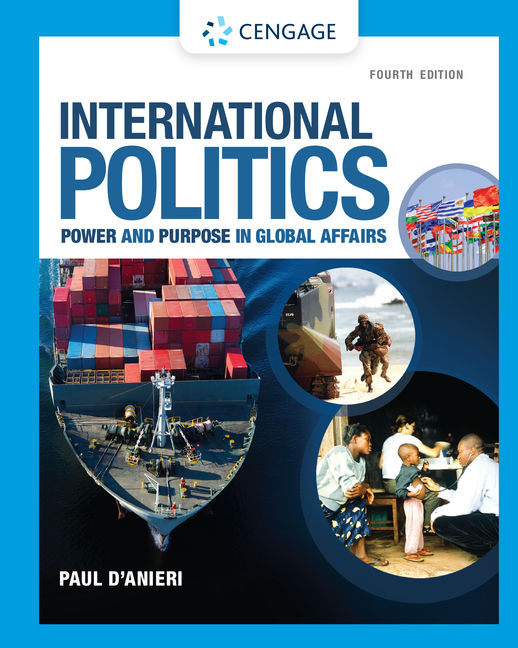 CENGAGE
FOURTH EDITION
INTERNATIONAL
POLITICS
POWER AND PURPOSE IN GLOBAL AFFAIRS
PAUL D'ANIERI